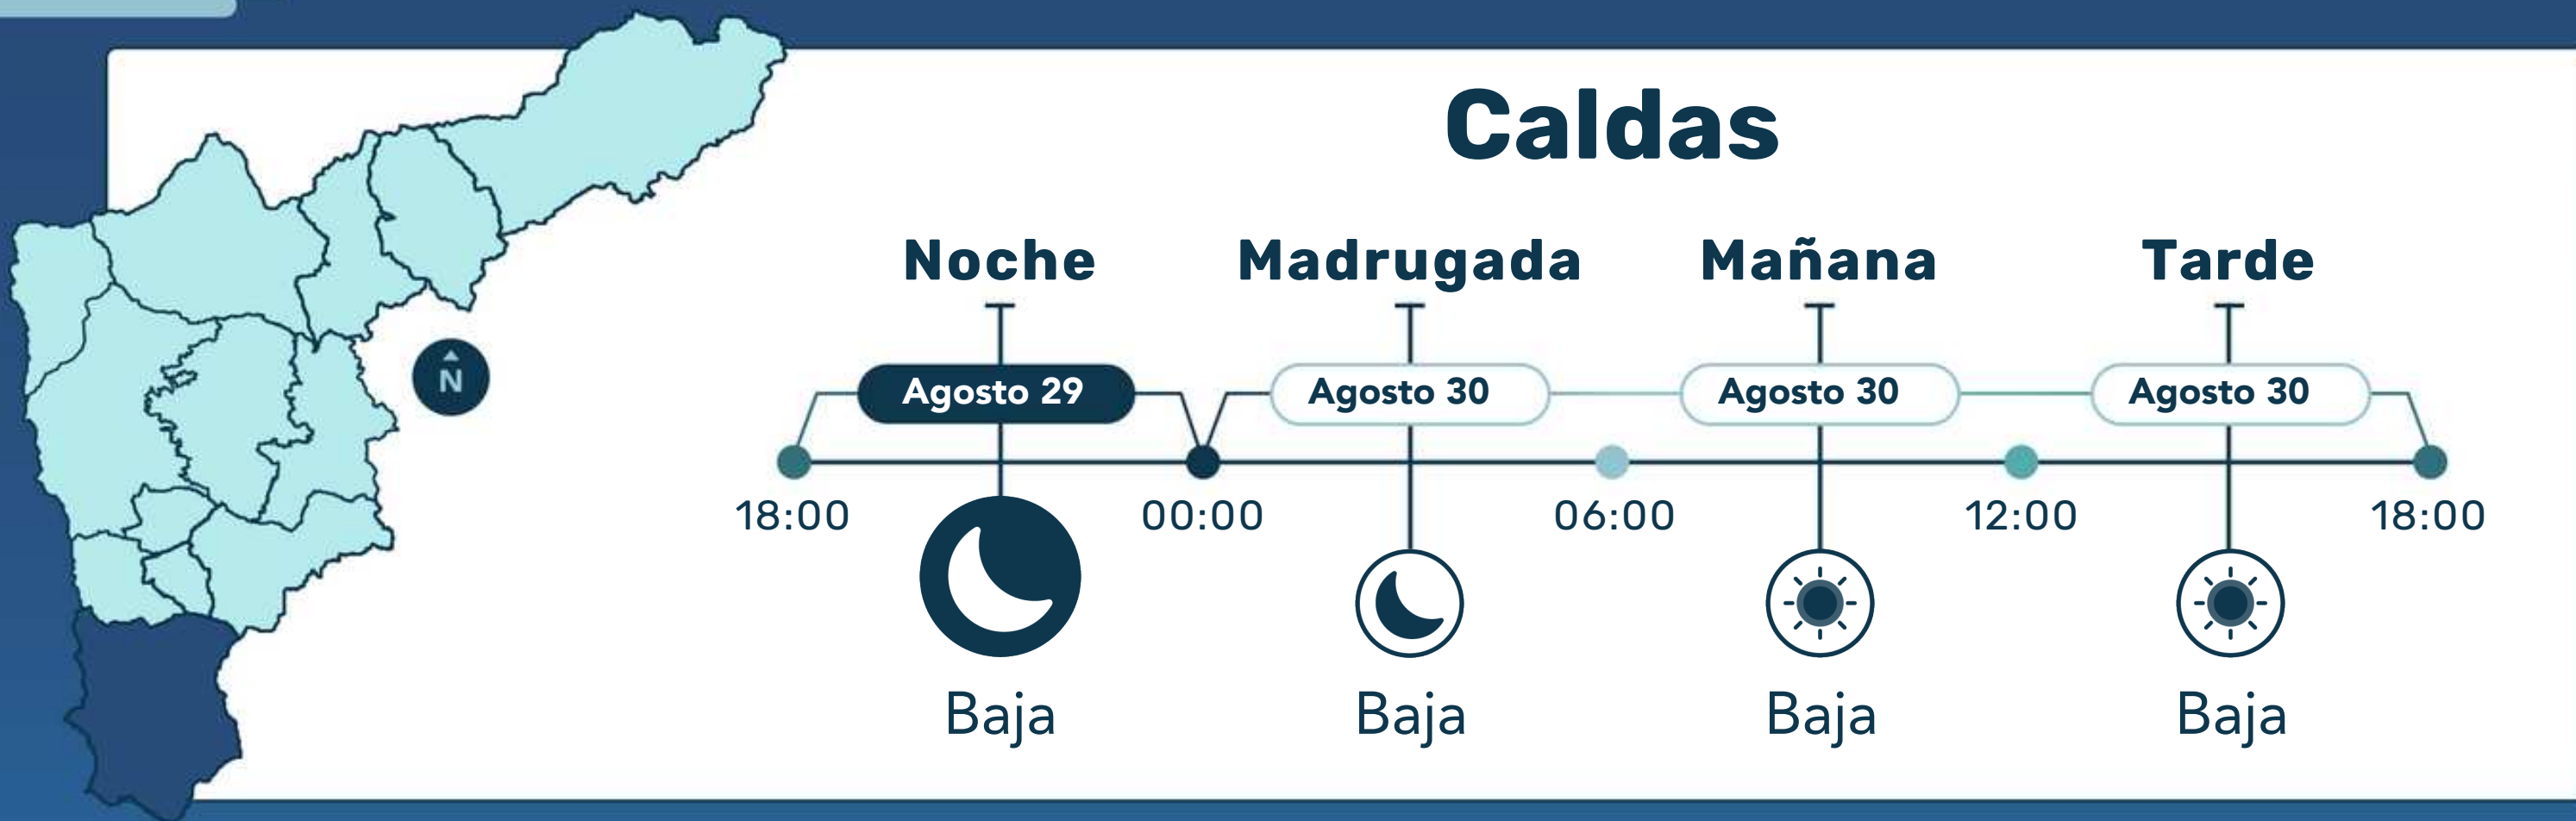 Caldas
Noche Madrugada Mañana Tarde
N
Agosto 29 Agosto 30 Agosto 30 Agosto 30
18:00 00:00 06:00 12:00 18:00
Baja Baja Baja Baja